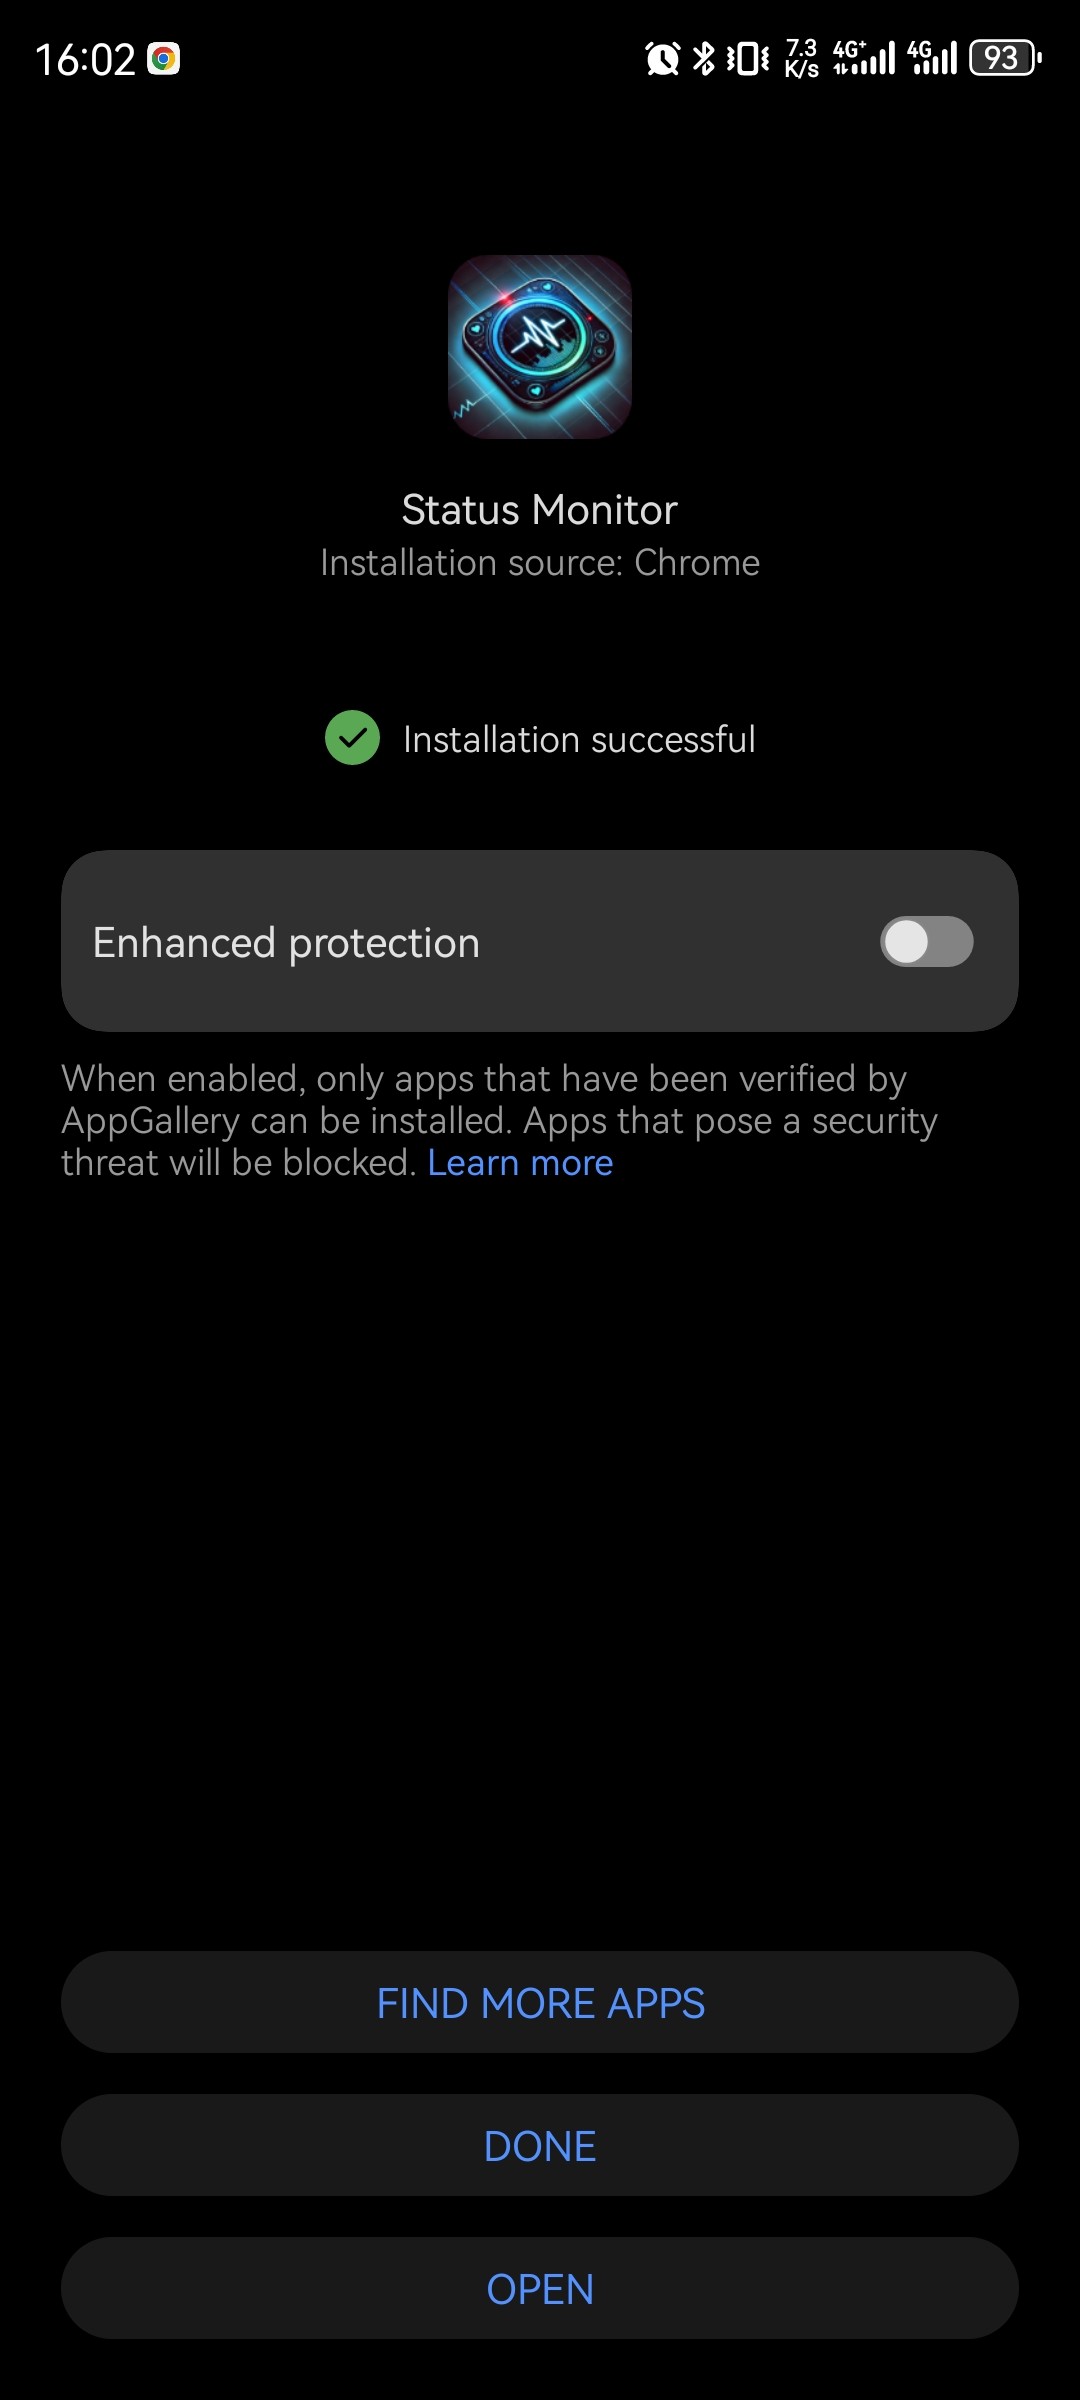 16:02
7.3 K/s 4G+ 4G 93
Status Monitor
Installation source: Chrome
Installation successful
Enhanced protection
When enabled, only apps that have been verified by
AppGallery can be installed. Apps that pose a security
threat will be blocked. Learn more
FIND MORE APPS
DONE
OPEN